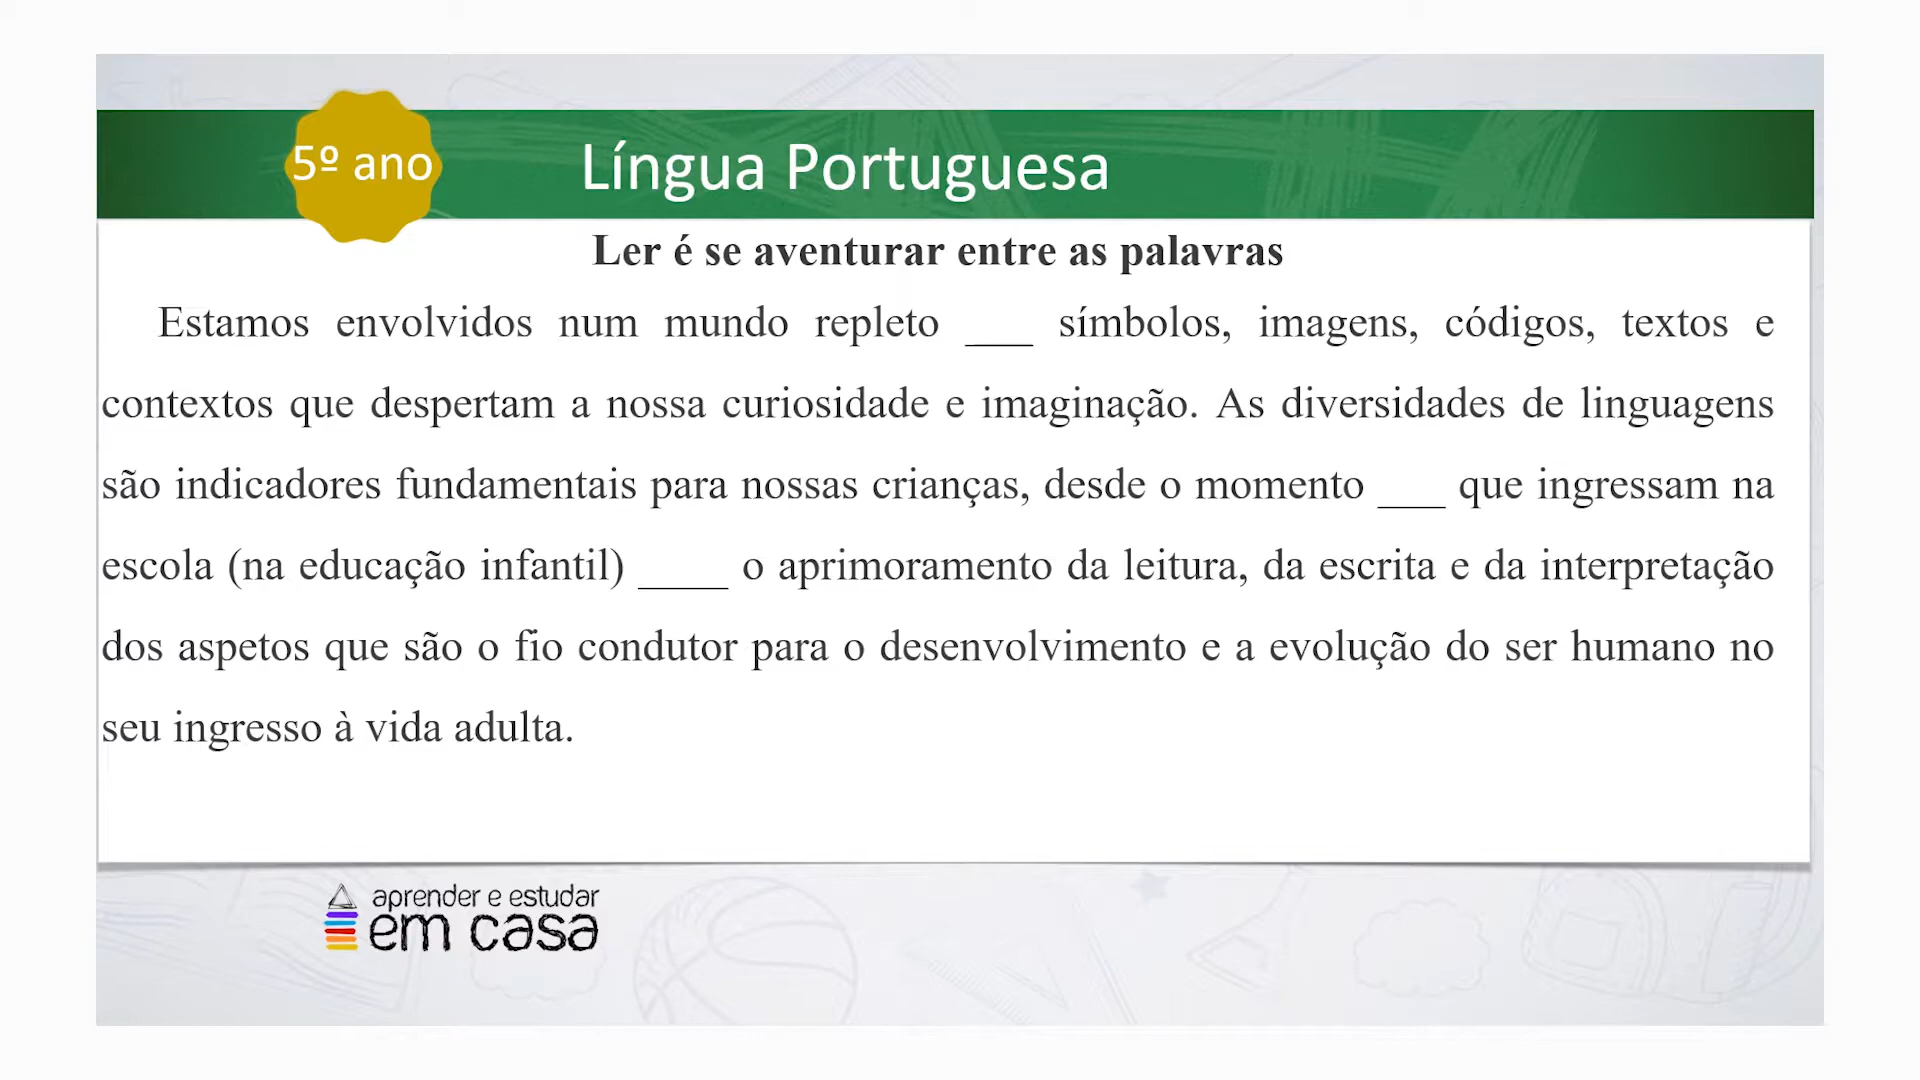 5º ano
Língua Portuguesa
Ler é se aventurar entre as palavras
Estamos envolvidos num mundo repleto ___ símbolos, imagens, códigos, textos e
contextos que despertam a nossa curiosidade e imaginação. As diversidades de linguagens
são indicadores fundamentais para nossas crianças, desde o momento ___ que ingressam na
escola (na educação infantil) ____ o aprimoramento da leitura, da escrita e da interpretação
dos aspetos que são o fio condutor para o desenvolvimento e a evolução do ser humano no
seu ingresso à vida adulta.
aprender e estudar
em casa